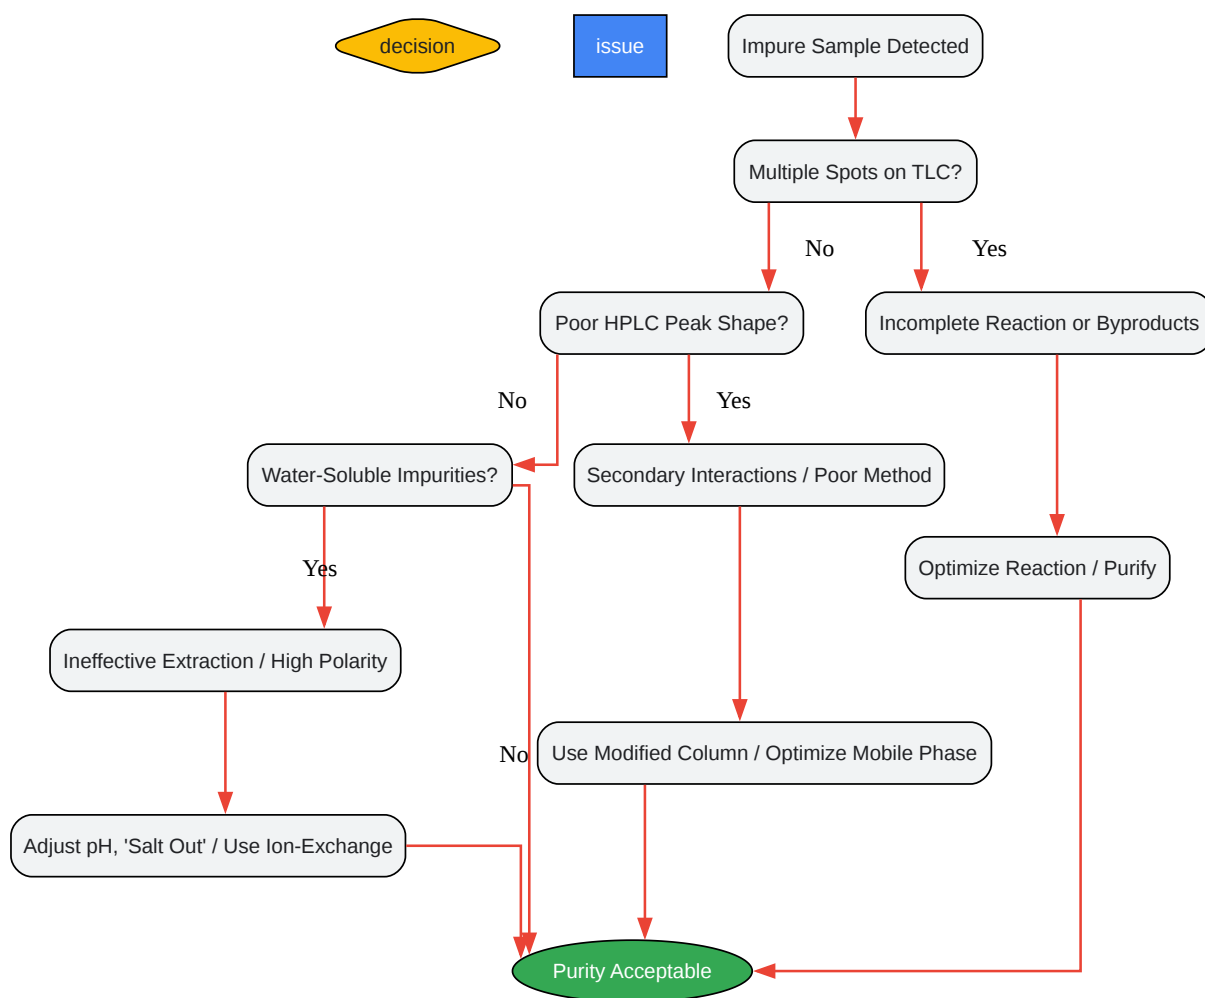 decision
issue
Impure Sample Detected
Multiple Spots on TLC?
No
Yes
Poor HPLC Peak Shape?
Incomplete Reaction or Byproducts
No
Yes
Water-Soluble Impurities?
Secondary Interactions / Poor Method
Yes
Optimize Reaction / Purify
Ineffective Extraction / High Polarity
No
Use Modified Column / Optimize Mobile Phase
Adjust pH, 'Salt Out' / Use Ion-Exchange
Purity Acceptable